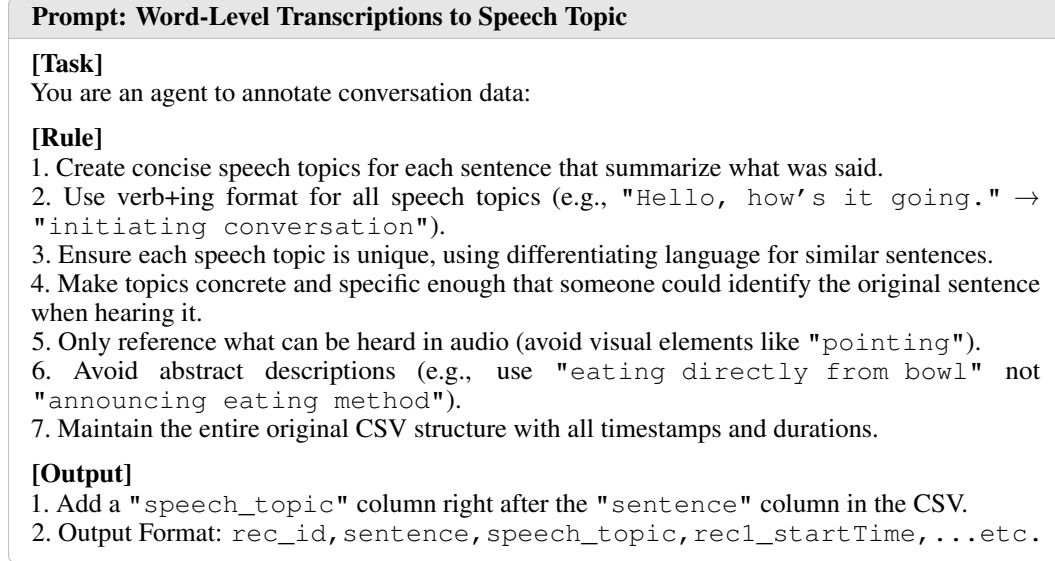 Prompt: Word-Level Transcriptions to Speech Topic
[Task]
You are an agent to annotate conversation data:
[Rule]
1. Create concise speech topics for each sentence that summarize what was said.
2. Use verb+ing format for all speech topics (e.g., "Hello, how's it going." →
"initiating conversation").
3. Ensure each speech topic is unique, using differentiating language for similar sentences.
4. Make topics concrete and specific enough that someone could identify the original sentence
when hearing it.
5. Only reference what can be heard in audio (avoid visual elements like "pointing").
6. Avoid abstract descriptions (e.g., use "eating directly from bowl" not
"announcing eating method").
7. Maintain the entire original CSV structure with all timestamps and durations.
[Output]
1. Add a "speech_topic" column right after the "sentence" column in the CSV.
2. Output Format: rec_id,sentence,speech_topic,rec1_startTime,...etc.